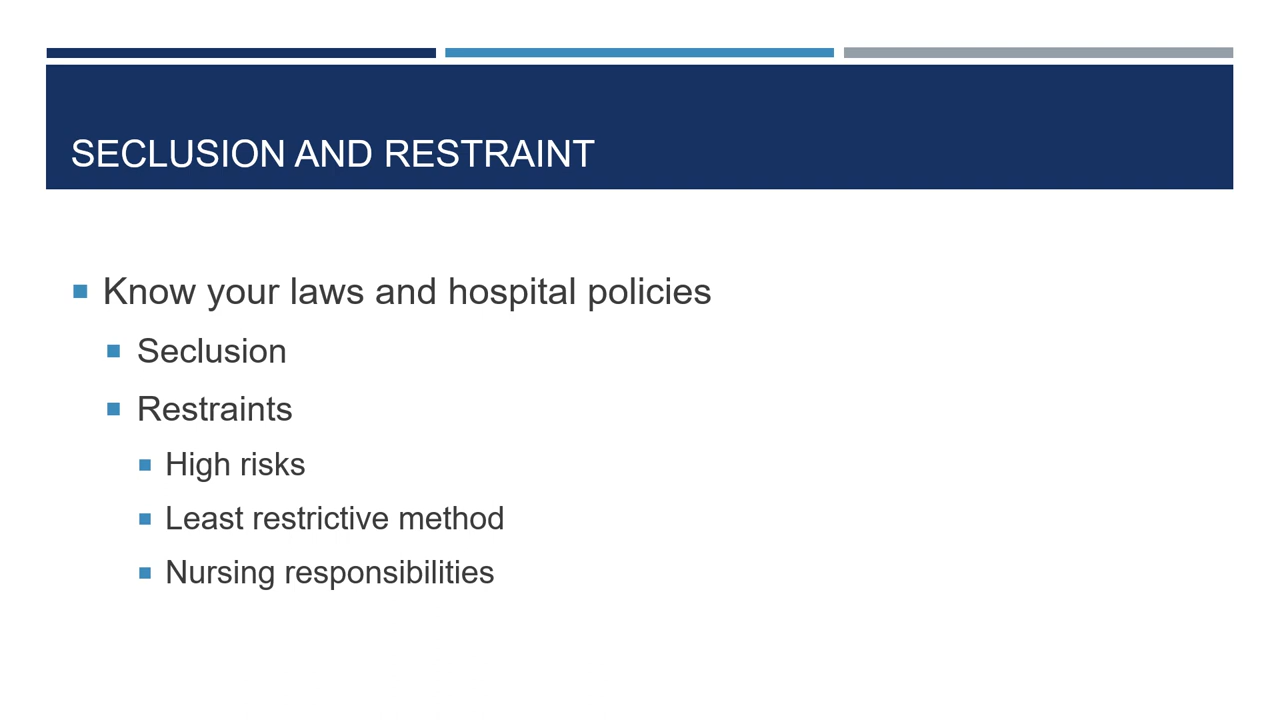 SECLUSION AND RESTRAINT
Know your laws and hospital policies
Seclusion
Restraints
High risks
Least restrictive method
Nursing responsibilities